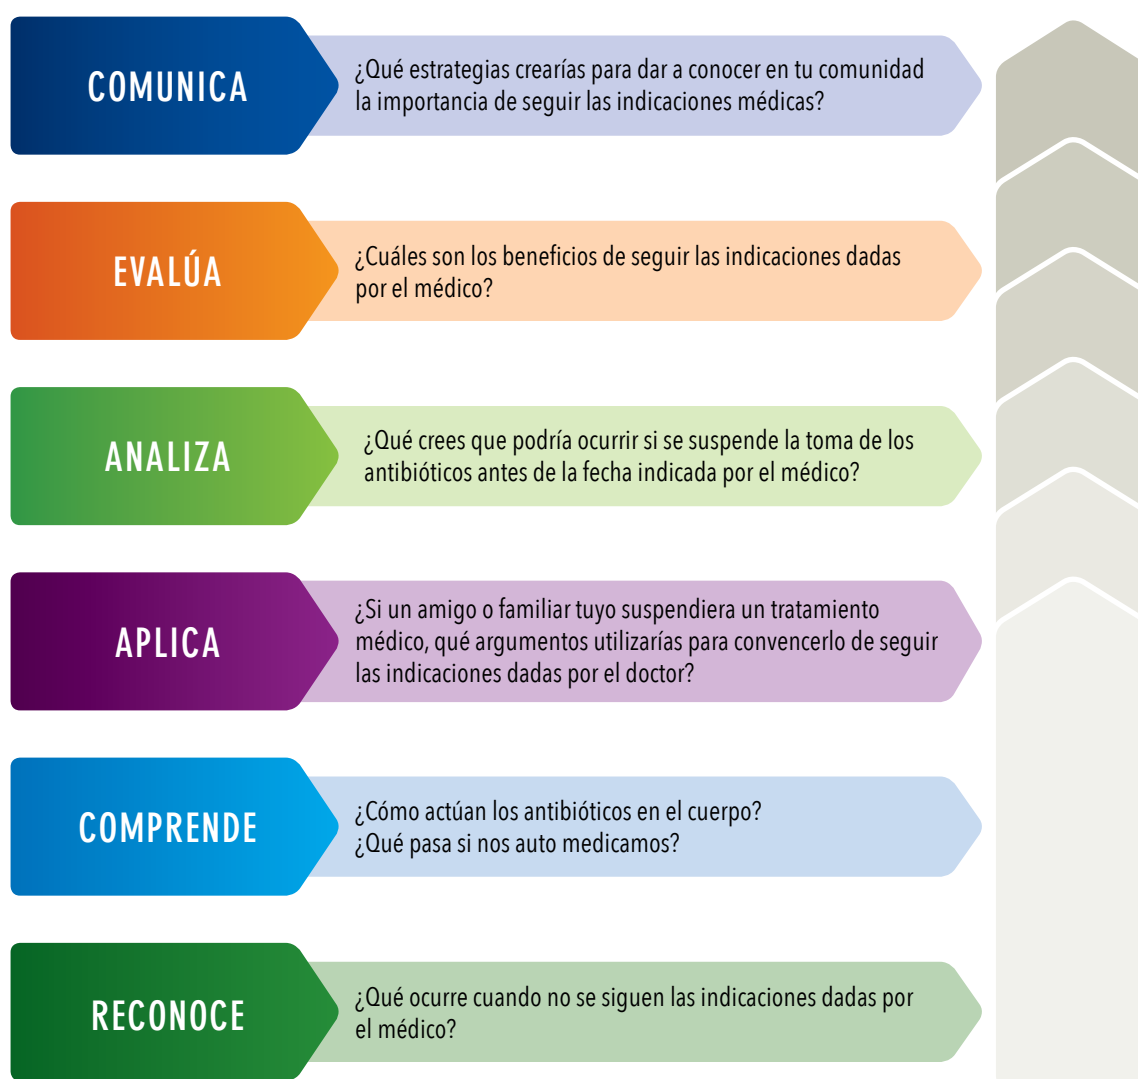 COMUNICA
¿Qué estrategias crearías para dar a conocer en tu comunidad
la importancia de seguir las indicaciones médicas?
EVALÚA
¿Cuáles son los beneficios de seguir las indicaciones dadas
por el médico?
ANALIZA
¿Qué crees que podría ocurrir si se suspende la toma de los
antibióticos antes de la fecha indicada por el médico?
APLICA
¿Si un amigo o familiar tuyo suspendiera un tratamiento
médico, qué argumentos utilizarías para convencerlo de seguir
las indicaciones dadas por el doctor?
COMPRENDE
¿Cómo actúan los antibióticos en el cuerpo?
¿Qué pasa si nos auto medicamos?
RECONOCE
¿Qué ocurre cuando no se siguen las indicaciones dadas por
el médico?